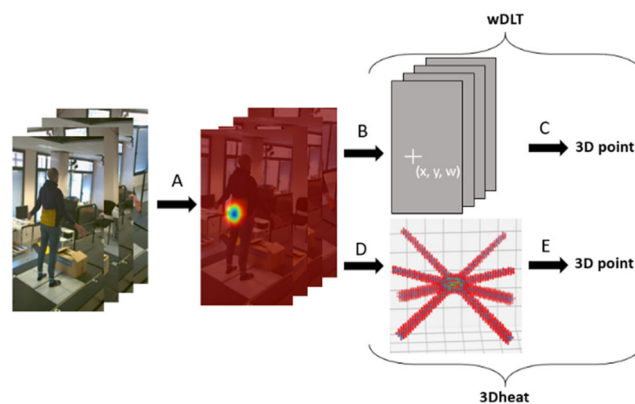 wDLT
A
B
(x, y, w)
C
3D point
D
E
3D point
3Dheat